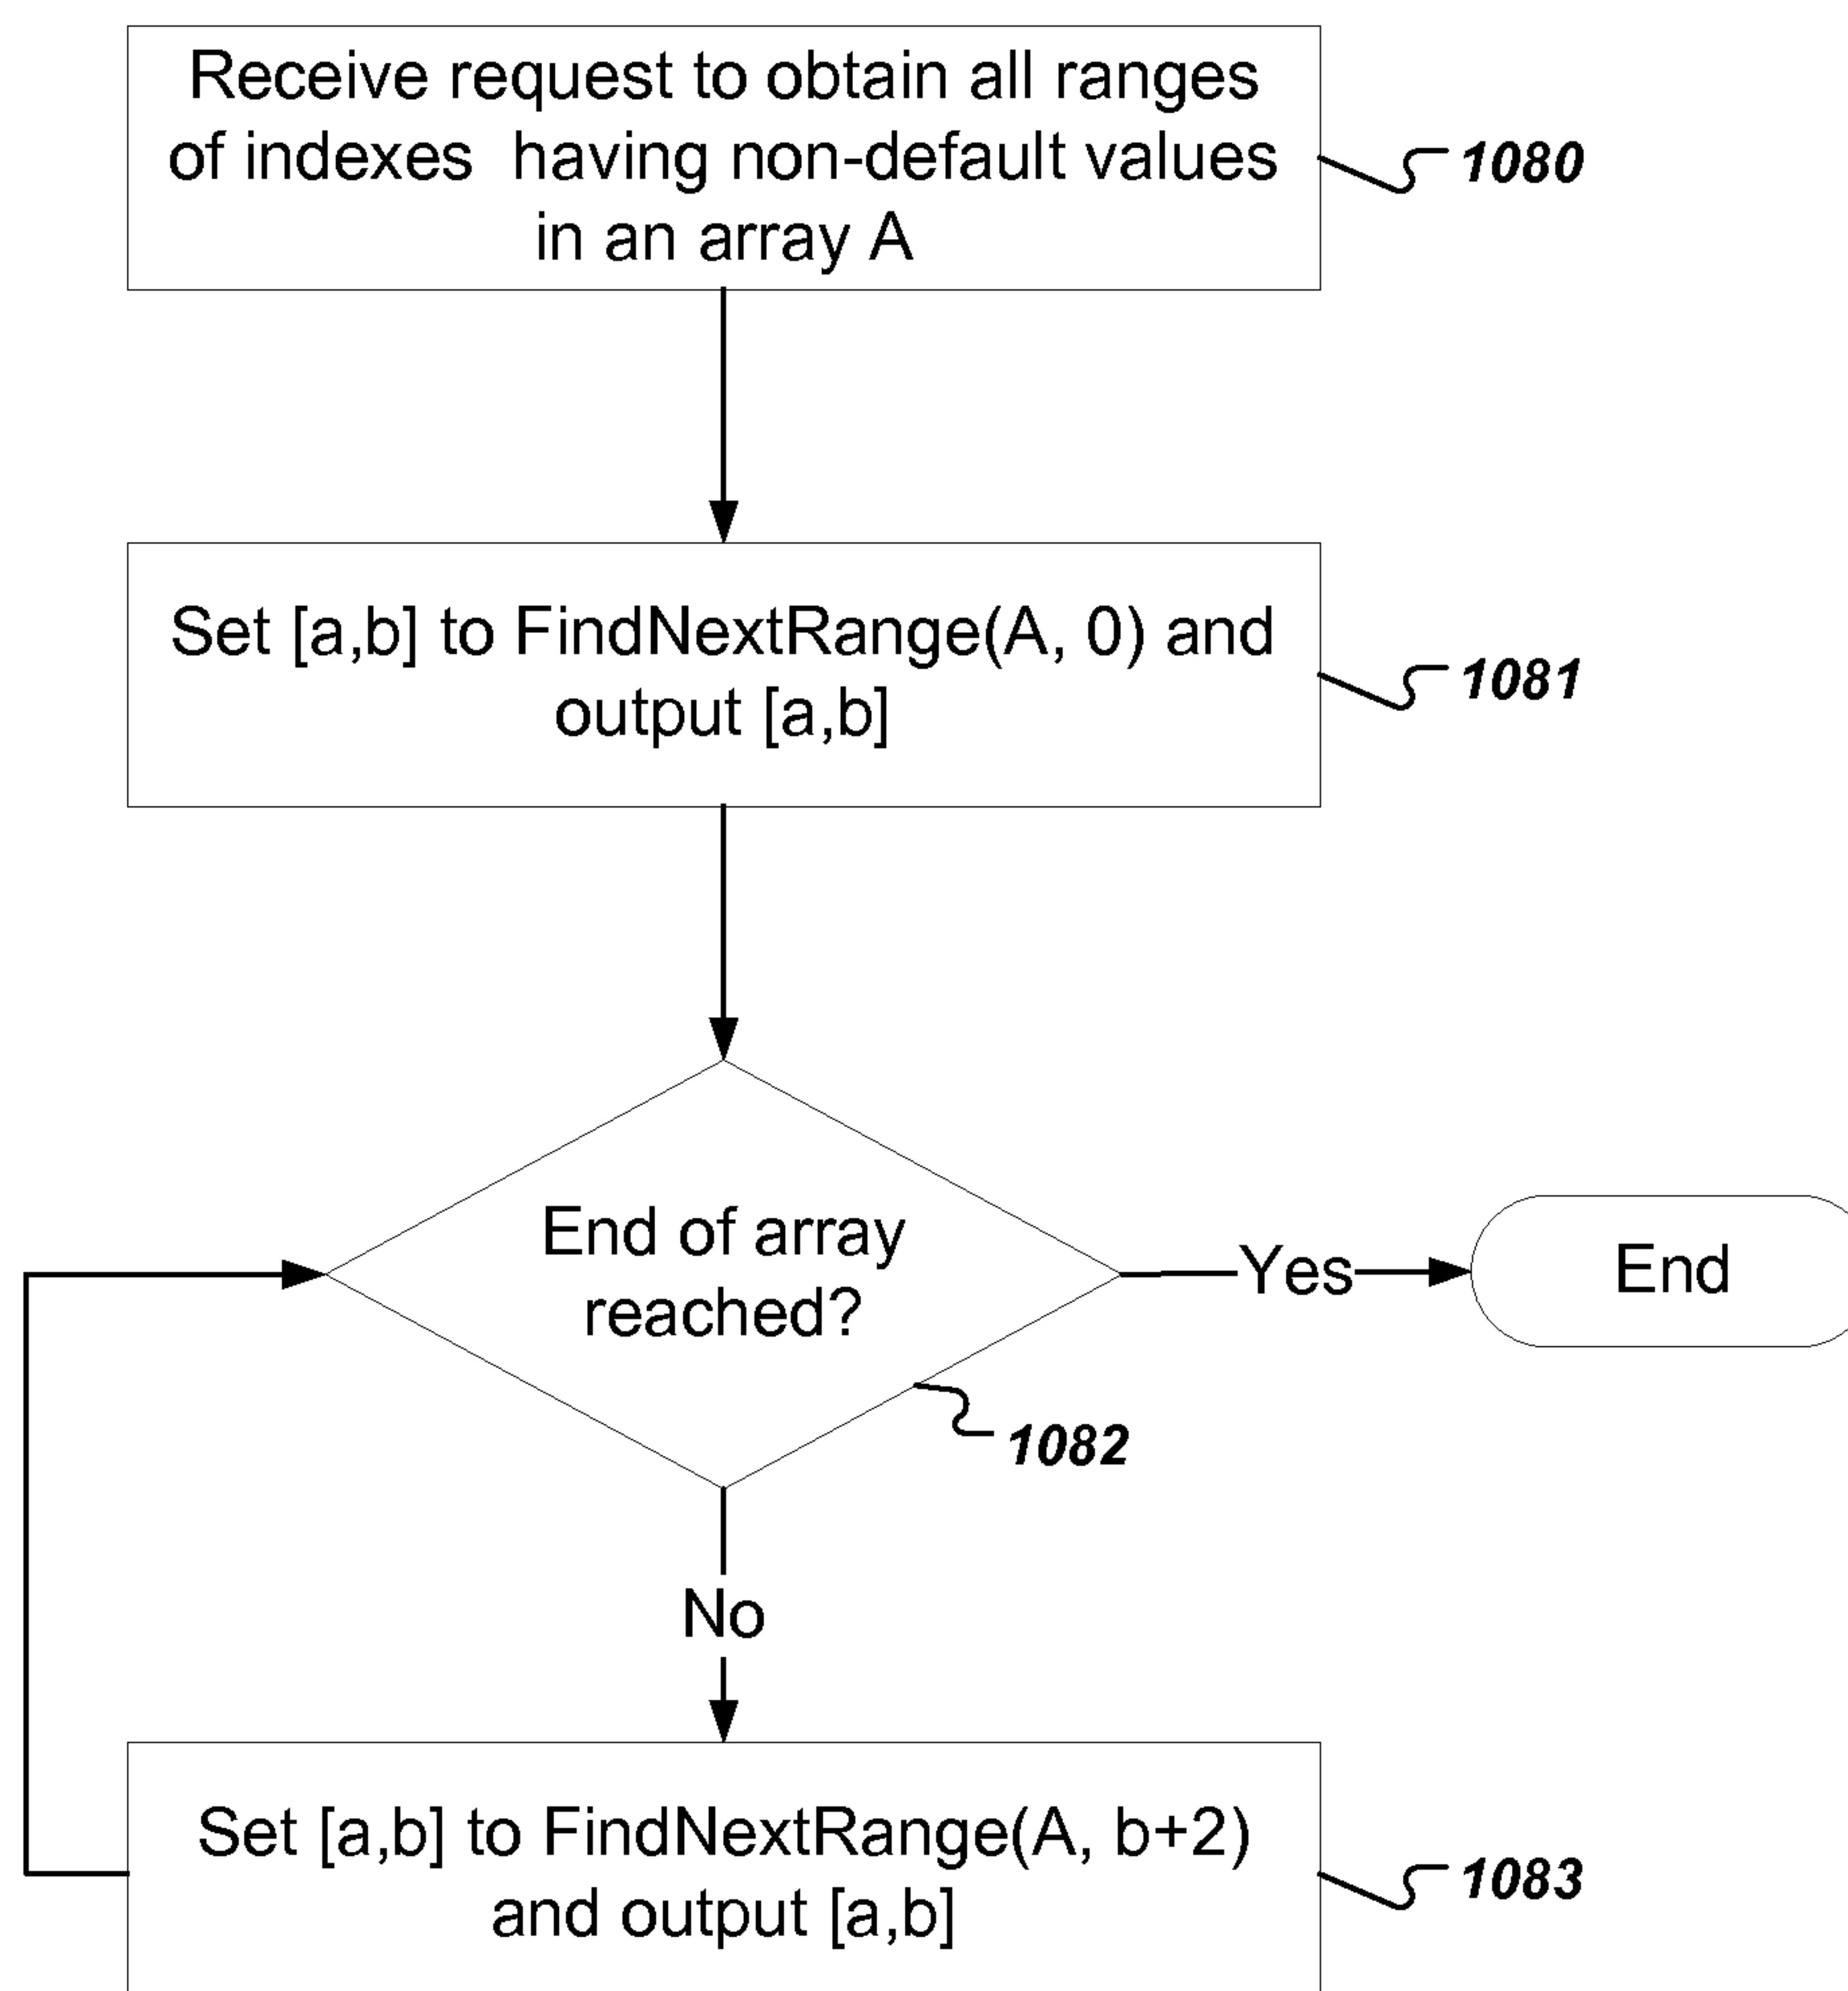 Receive request to obtain all ranges
of indexes having non-default values
in an array A
1080
Set [a,b] to FindNextRange(A, 0) and
output [a,b]
1081
End of array
reached?
Yes
End
1082
No
Set [a,b] to FindNextRange(A, b+2)
and output [a,b]
1083